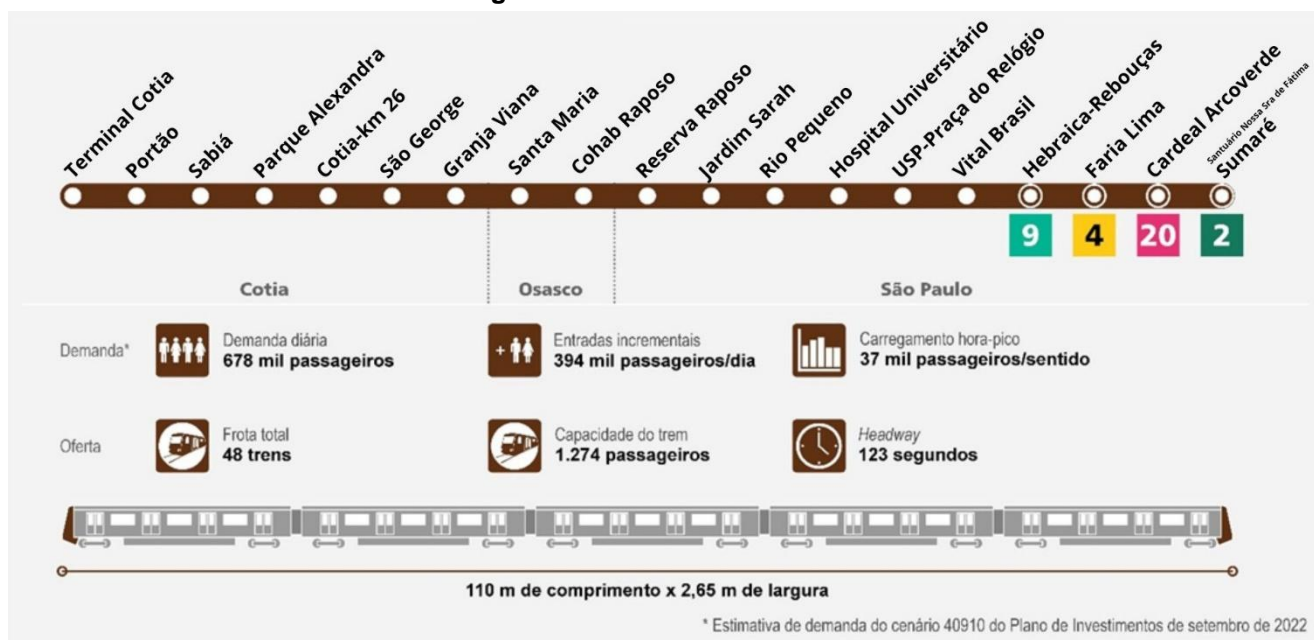 Terminal Cotia
Portão
Sabiá
Parque Alexandra
Cotia-km 26
São George
Granja Viana
Santa Maria
Cohab Raposo
Reserva Raposo
Jardim Sarah
Rio Pequeno
Hospital Universitário
USP-Praça do Relógio
Vital Brasil
Hebraica-Rebouças
Faria Lima
Cardeal Arcoverde
Santuário Nossa Sra de Fátima
Sumaré
9 4 20 2
Cotia Osasco São Paulo
Demanda*
Demanda diária
678 mil passageiros
Entradas incrementais
394 mil passageiros/dia
Carregamento hora-pico
37 mil passageiros/sentido
Oferta
Frota total
48 trens
Capacidade do trem
1.274 passageiros
Headway
123 segundos
110 m de comprimento x 2,65 m de largura
* Estimativa de demanda do cenário 40910 do Plano de Investimentos de setembro de 2022